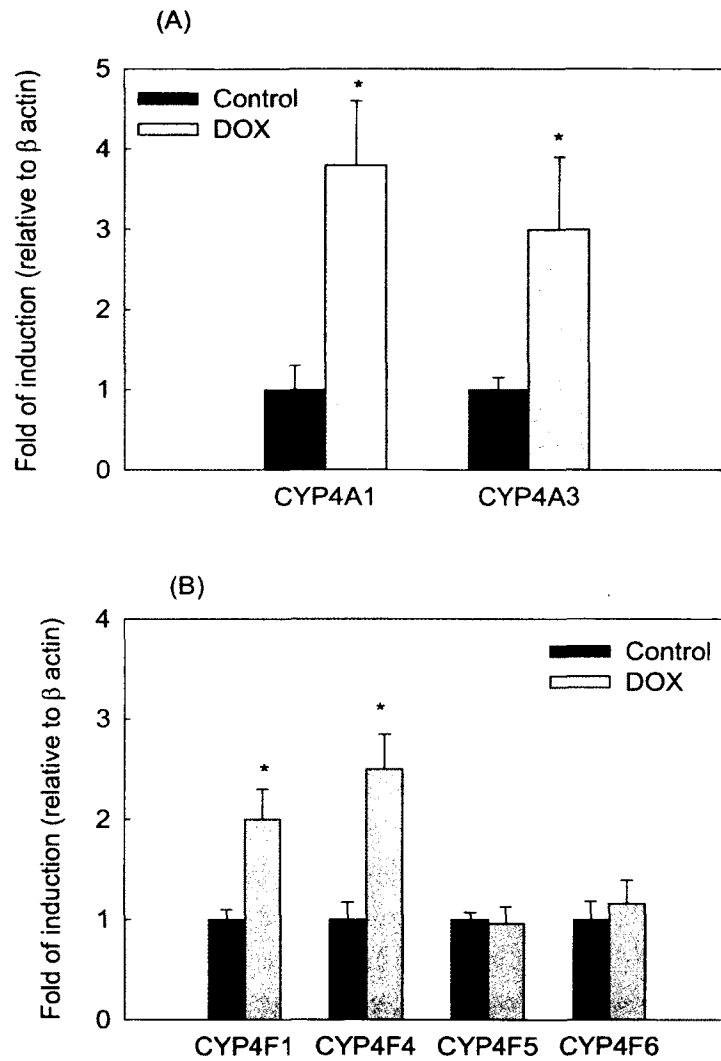 (A)
Fold of induction (relative to β actin)
5
4
3
2
1
0
Control
DOX
*
*
CYP4A1 CYP4A3
(B)
Fold of induction (relative to β actin)
4
3
2
1
0
Control
DOX
*
*
CYP4F1 CYP4F4 CYP4F5 CYP4F6